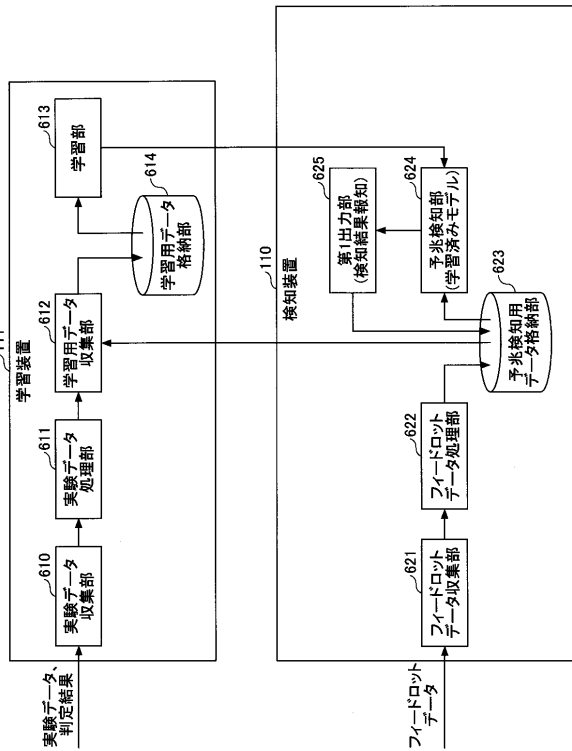 学習装置
実験データ、
判定結果
610
実験データ
収集部
611
実験データ
処理部
612
学習用データ
収集部
613
学習部
614
学習用データ
格納部
110
検知装置
フィードロット
データ
621
フィードロット
データ収集部
622
フィードロット
データ処理部
623
予兆検知用
データ格納部
624
予兆検知部
(学習済みモデル)
625
第1出力部
(検知結果報知)